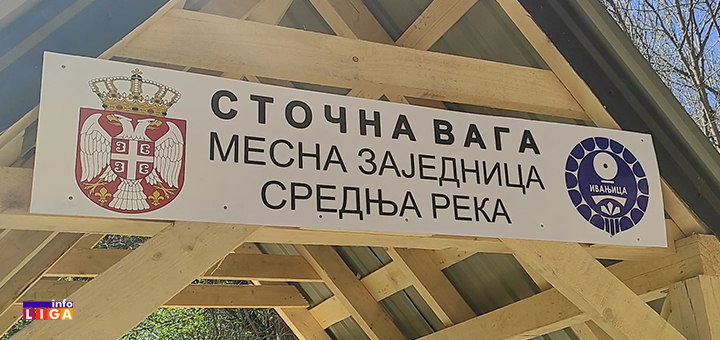 СТОЧНА ВАГА
МЕСНА ЗАЈЕДНИЦА
СРЕДЊА РЕКА
ИВАЊИЦА
info
LIGA